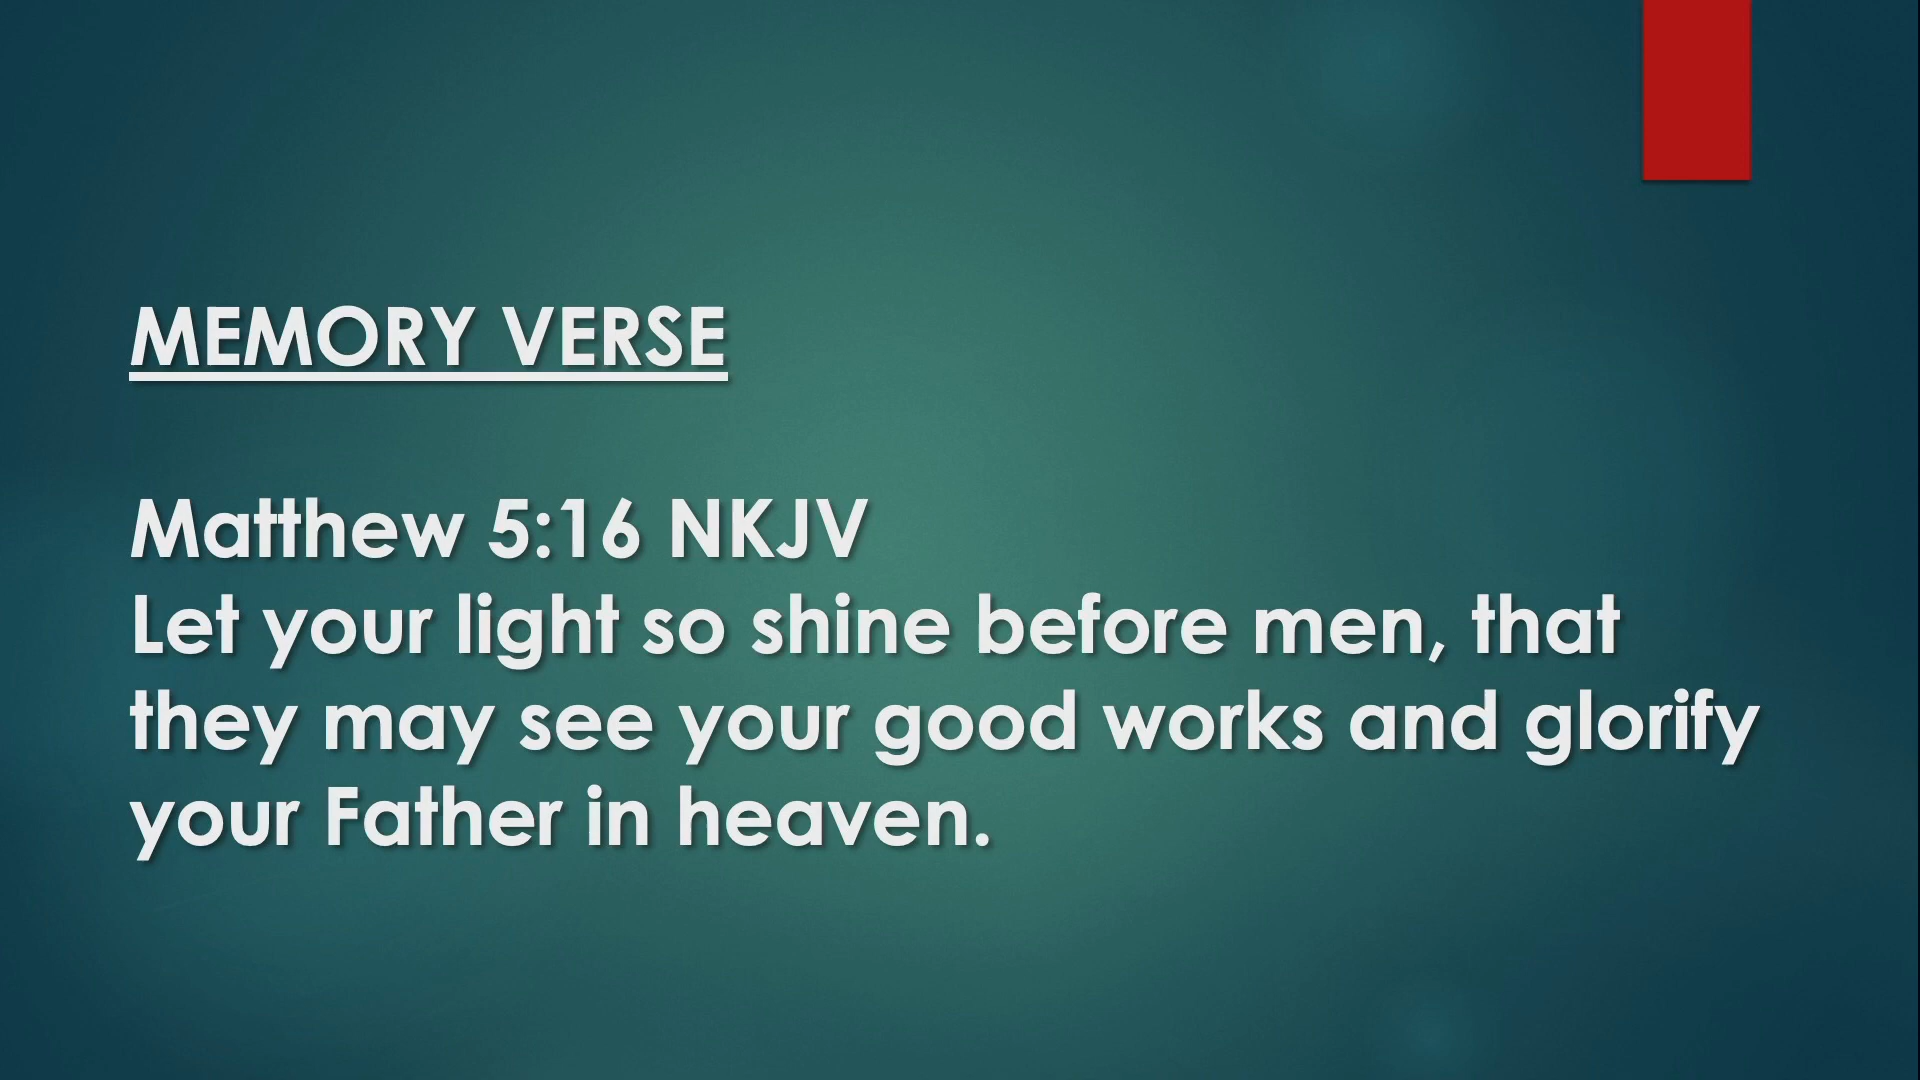 MEMORY VERSE
Matthew 5:16 NKJV
Let your light so shine before men, that
they may see your good works and glorify
your Father in heaven.